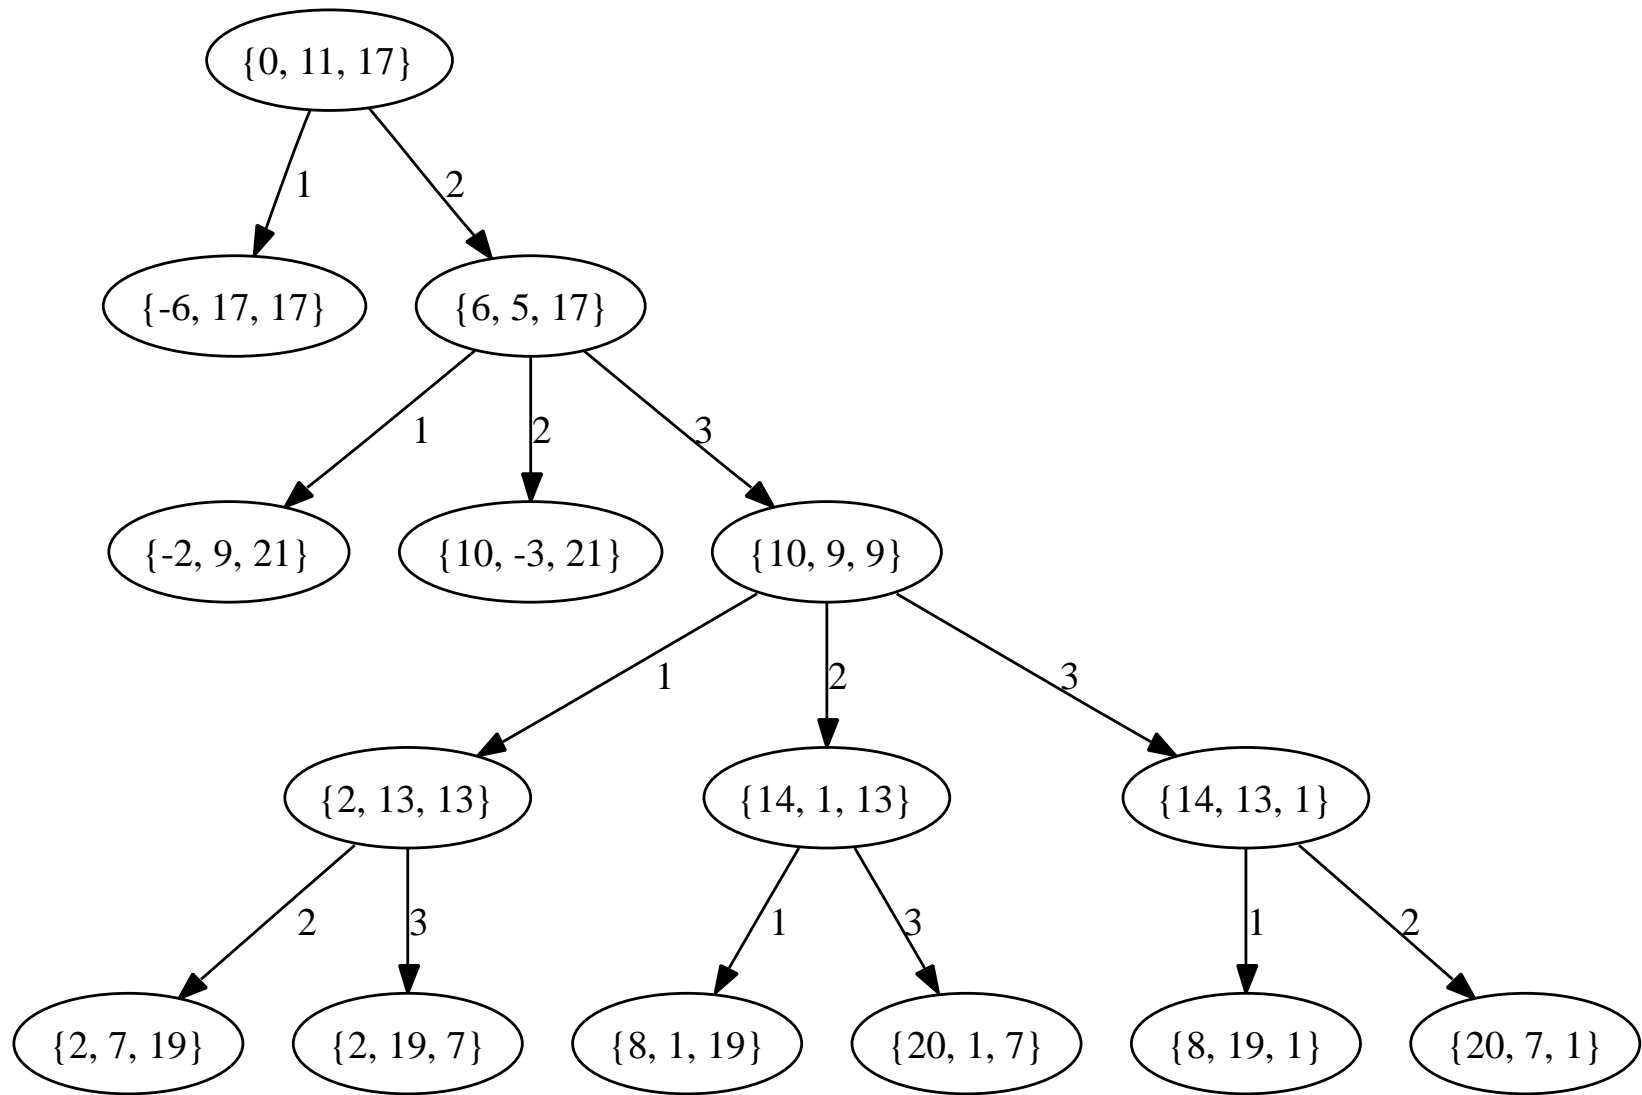 {0, 11, 17}
1
2
{-6, 17, 17}
{6, 5, 17}
1
2
3
{-2, 9, 21}
{10, -3, 21}
{10, 9, 9}
1
2
3
{2, 13, 13}
{14, 1, 13}
{14, 13, 1}
2
3
1
3
1
2
{2, 7, 19}
{2, 19, 7}
{8, 1, 19}
{20, 1, 7}
{8, 19, 1}
{20, 7, 1}